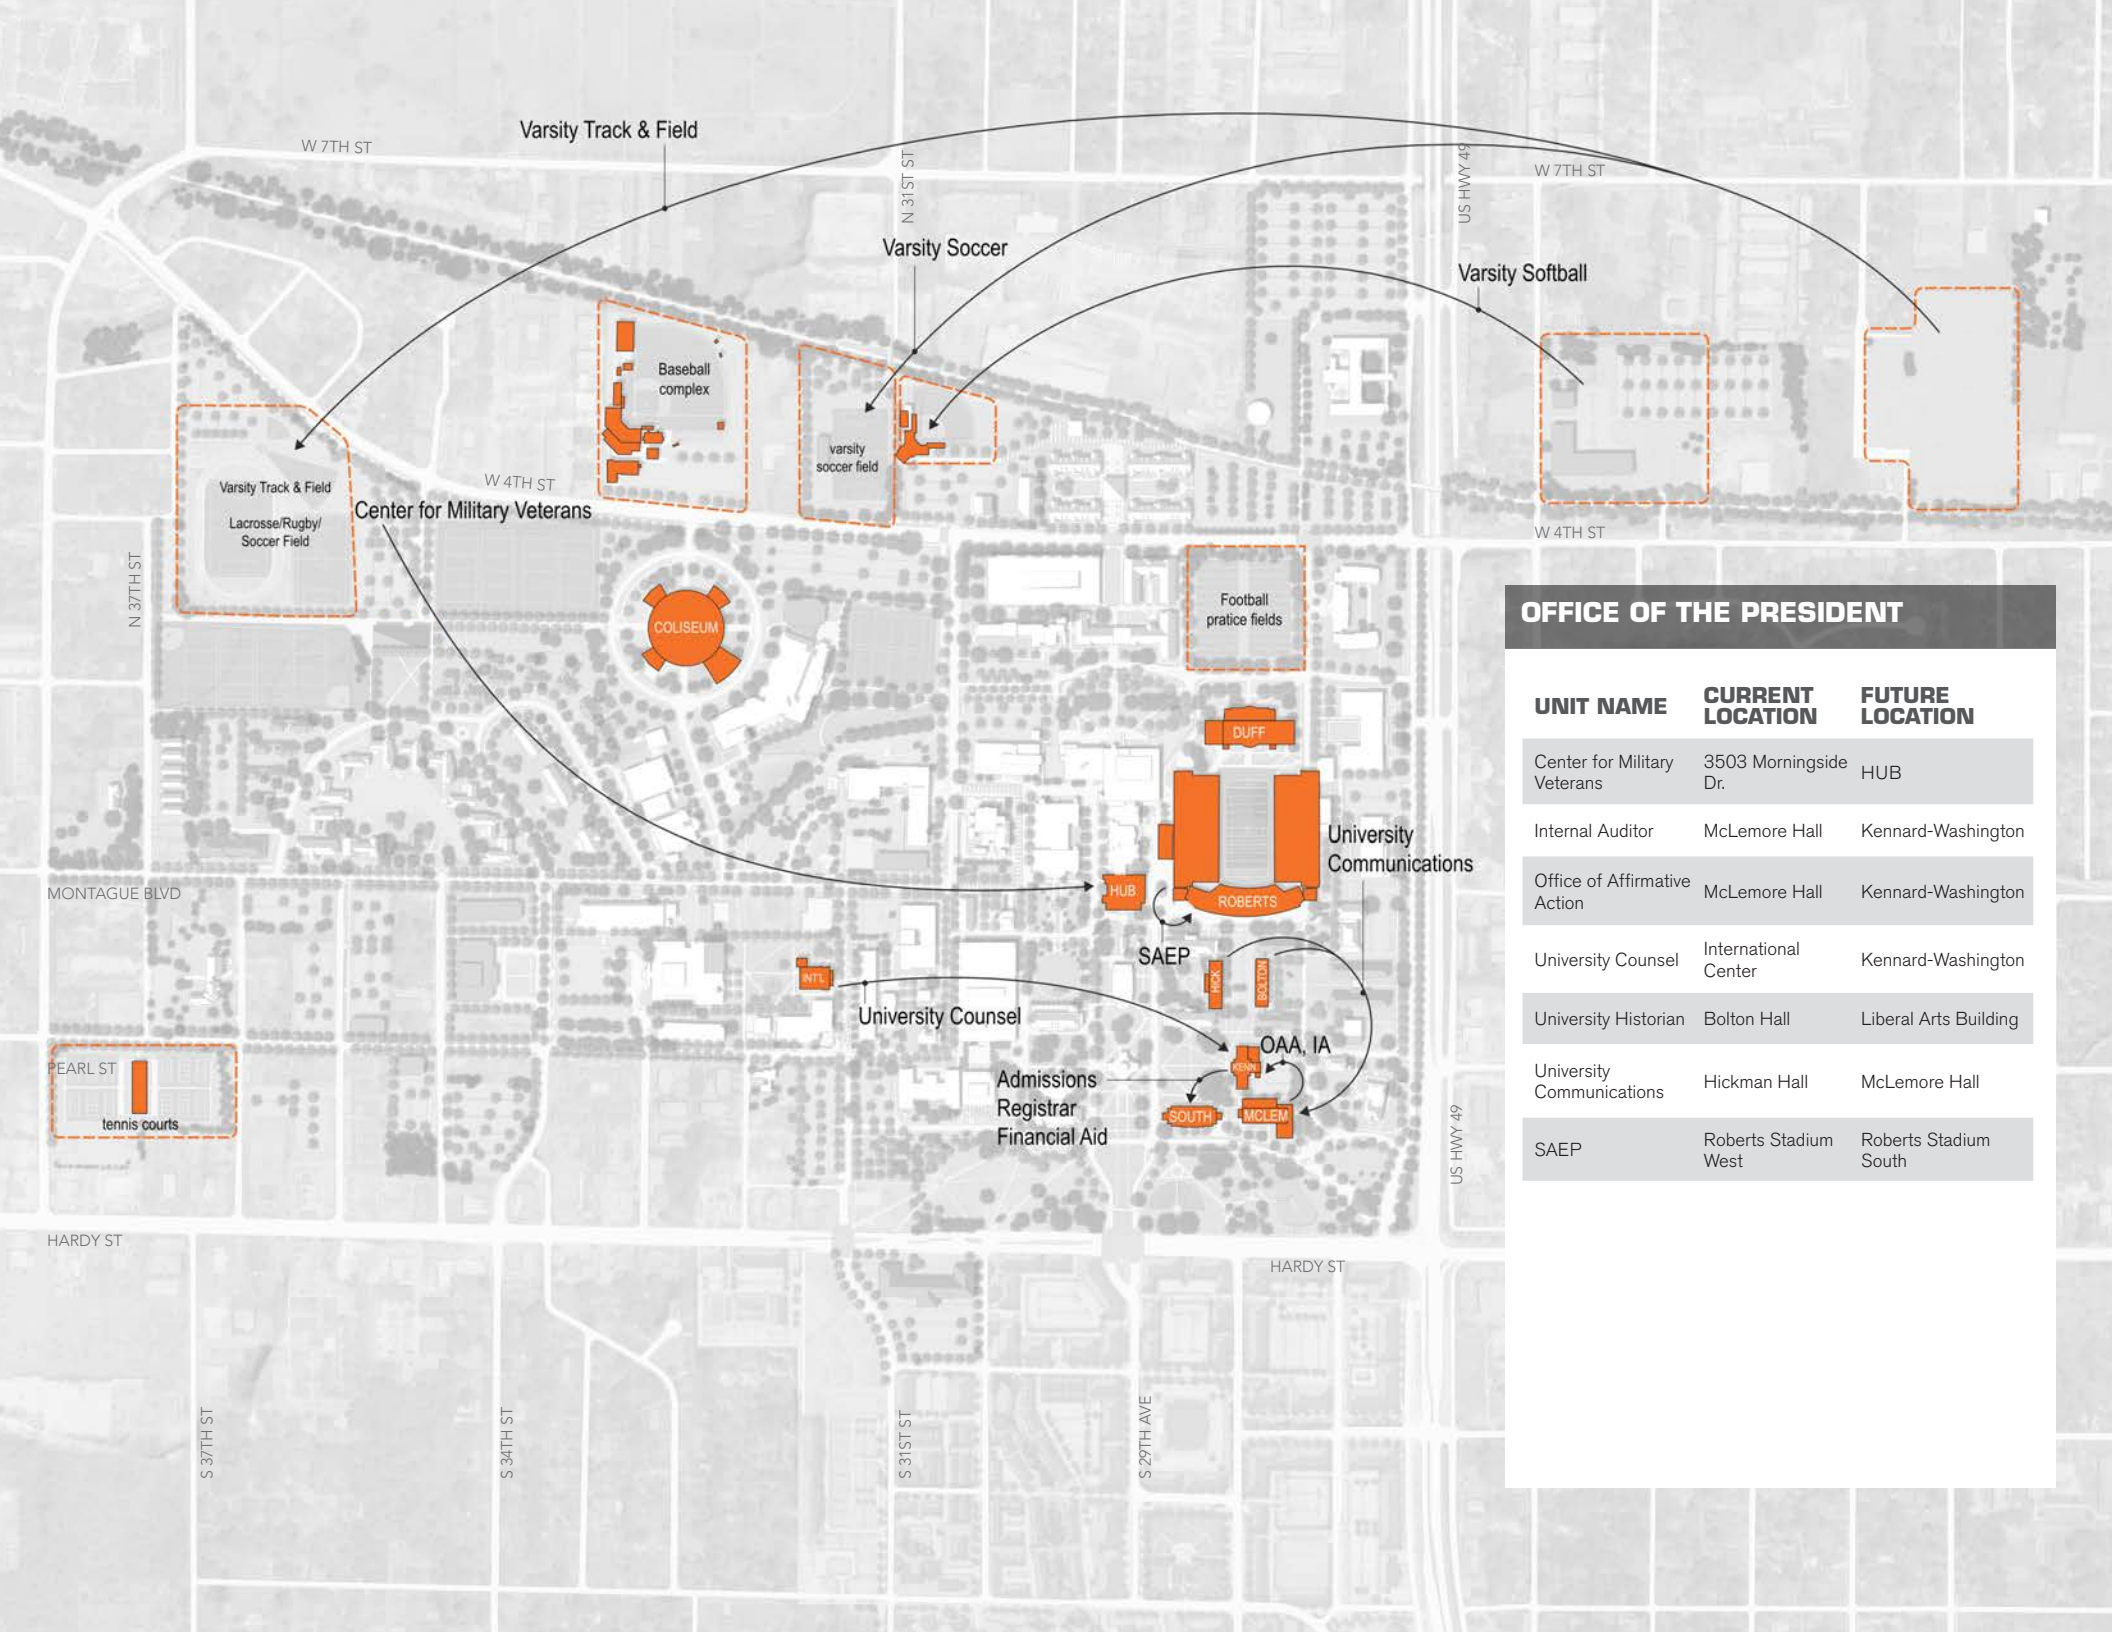 Varsity Track & Field
W 7TH ST
N 31ST ST
US HWY 49
W 7TH ST
Varsity Soccer
Varsity Softball
Baseball
complex
varsity
soccer field
Varsity Track & Field
Lacrosse/Rugby/
Soccer Field
W 4TH ST
Center for Military Veterans
W 4TH ST
N 37TH ST
COLISEUM
Football
pratice fields
DUFF
University
Communications
MONTAGUE BLVD
HUB
ROBERTS
SAEP
INT'L
HICK
BOLTON
University Counsel
OAA, IA
KENN.
Admissions
Registrar
Financial Aid
SOUTH
MCLEM
PEARL ST
tennis courts
US HWY 49
HARDY ST
HARDY ST
S 37TH ST
S 34TH ST
S 31ST ST
S 29TH AVE
OFFICE OF THE PRESIDENT
UNIT NAME
CURRENT
LOCATION
FUTURE
LOCATION
Center for Military
Veterans
3503 Morningside
Dr.
HUB
Internal Auditor
McLemore Hall
Kennard-Washington
Office of Affirmative
Action
McLemore Hall
Kennard-Washington
University Counsel
International
Center
Kennard-Washington
University Historian
Bolton Hall
Liberal Arts Building
University
Communications
Hickman Hall
McLemore Hall
SAEP
Roberts Stadium
West
Roberts Stadium
South